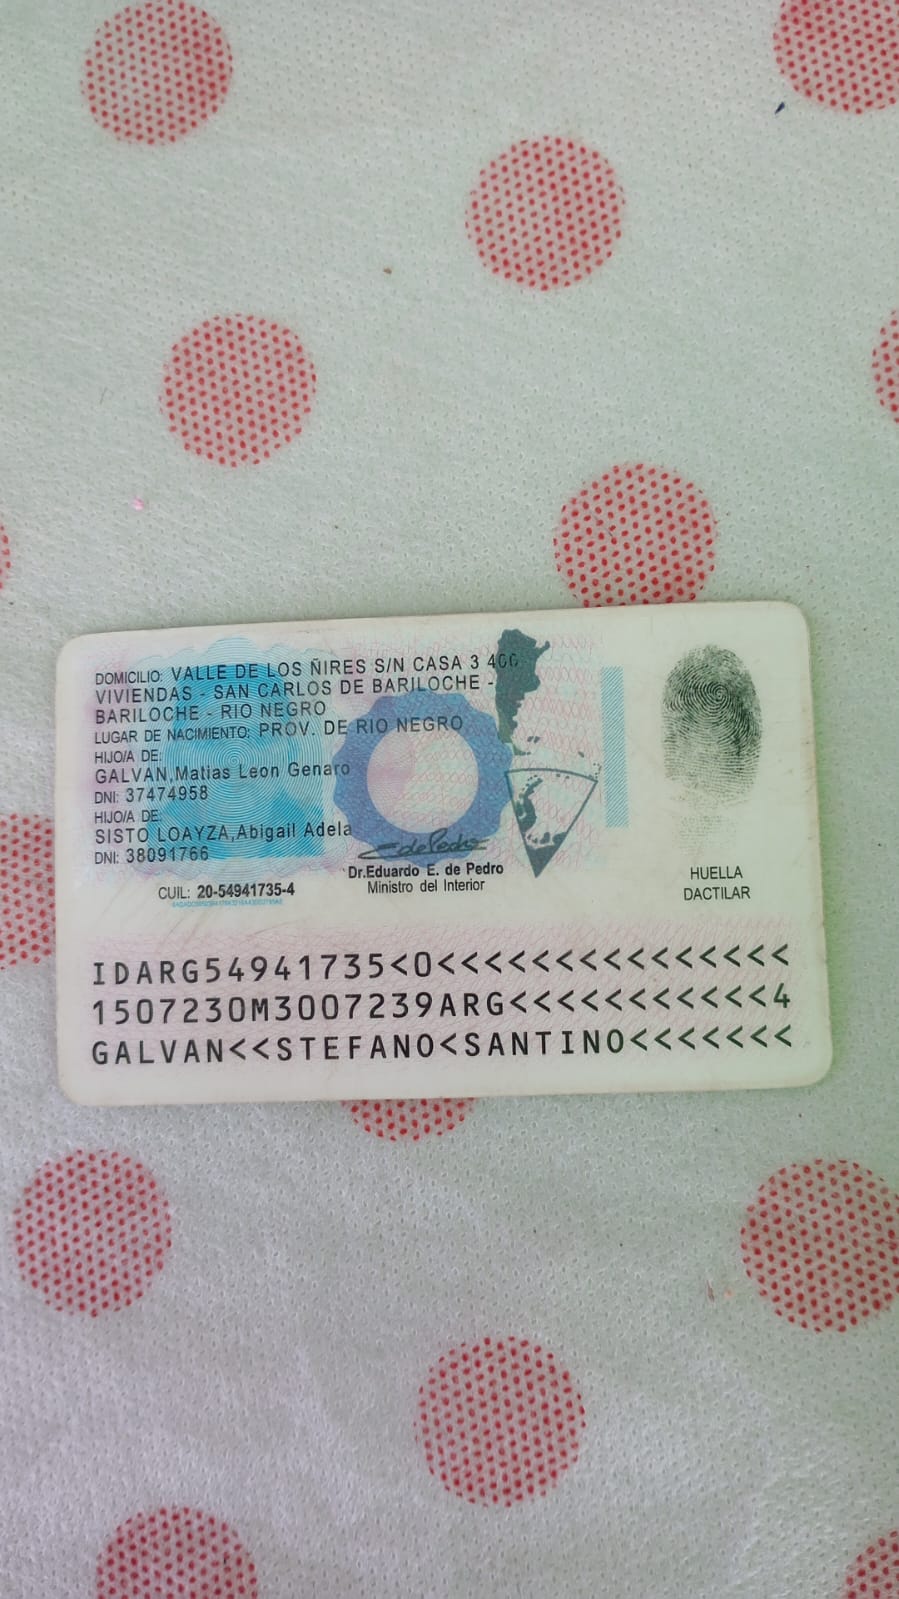 DOMICILIO: VALLE DE LOS ÑIRES S/N CASA 3 400
VIVIENDAS - SAN CARLOS DE BARILOCHE -
BARILOCHE - RIO NEGRO
LUGAR DE NACIMIENTO: PROV. DE RIO NEGRO
HIJO/A DE:
GALVAN,Matias Leon Genaro
DNI: 37474958
HIJO/A DE:
SISTO LOAYZA,Abigail Adela
DNI: 38091766
CUIL: 20-54941735-4
Dr.Eduardo E. de Pedro
Ministro del Interior
HUELLA
DACTILAR
IDARG54941735<0<<<<<<<<<<<<<<<
1507230M3007239ARG<<<<<<<<<<<4
GALVAN<<STEFANO<SANTINO<<<<<<<